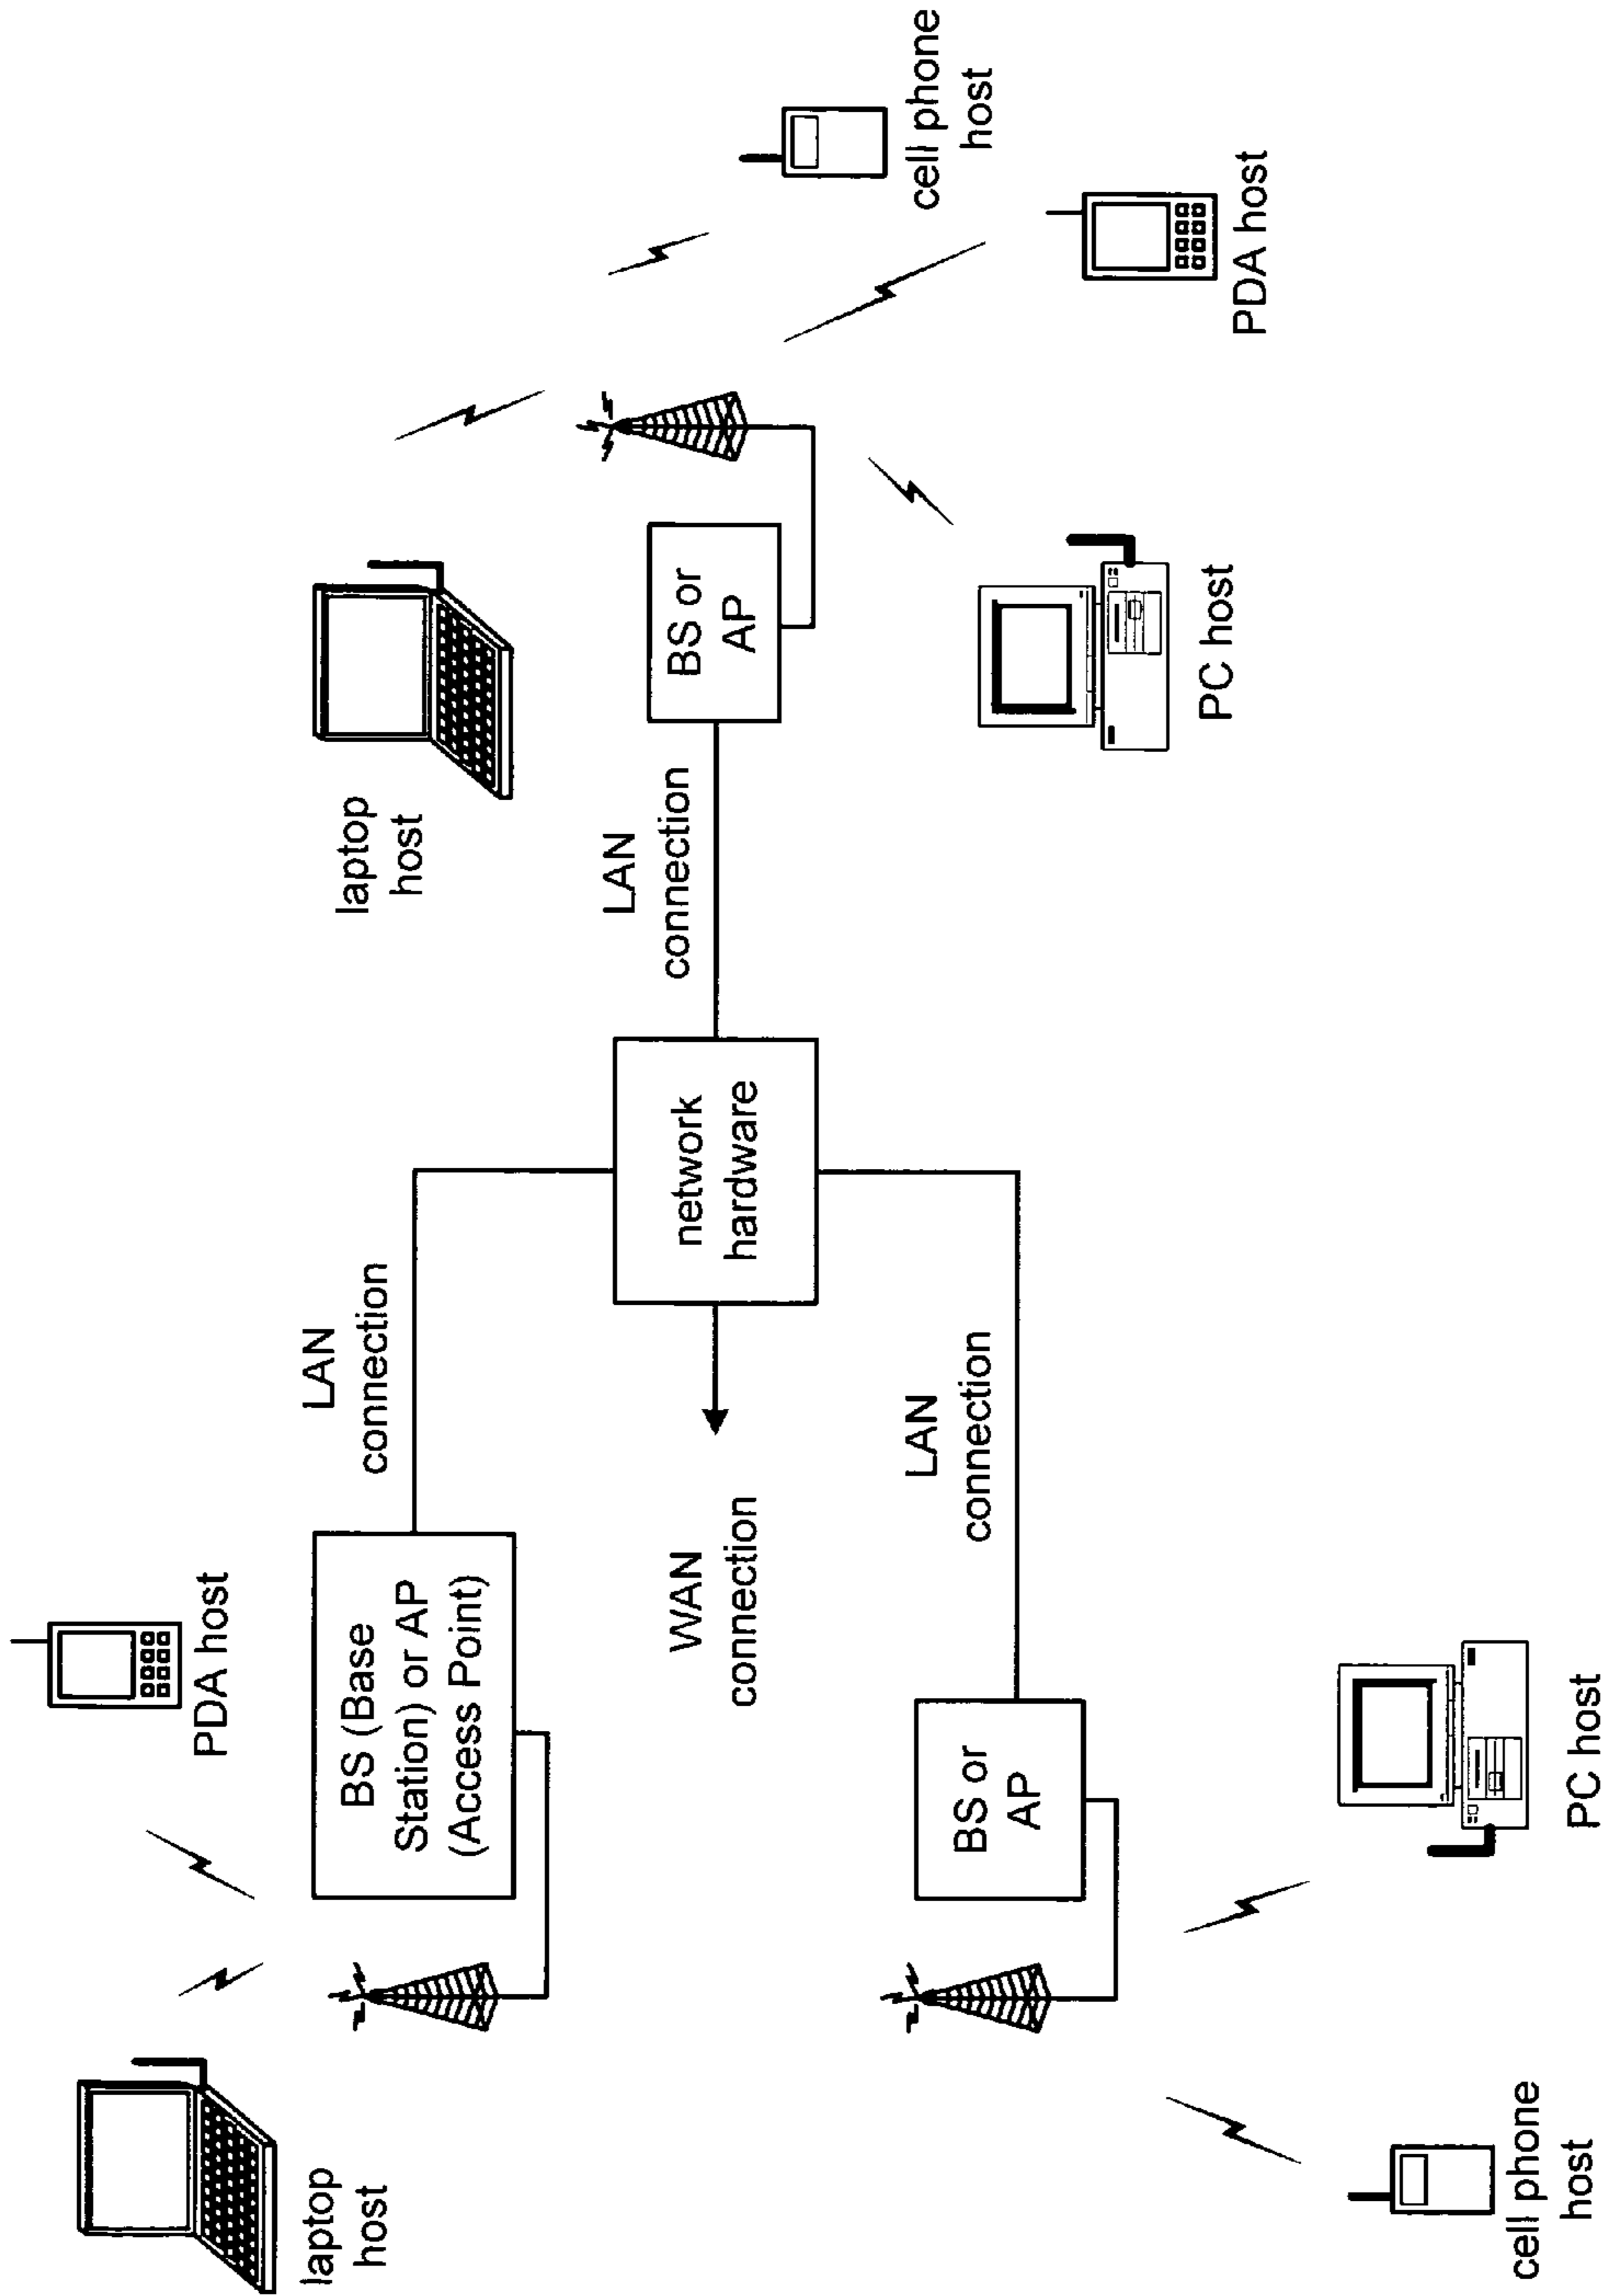 laptop
host
PDA host
BS (Base
Station) or AP
(Access Point)
LAN
connection
laptop
host
LAN
connection
BS or
AP
cell phone
host
PDA host
PC host
network
hardware
WAN
connection
LAN
connection
BS or
AP
cell phone
host
PC host